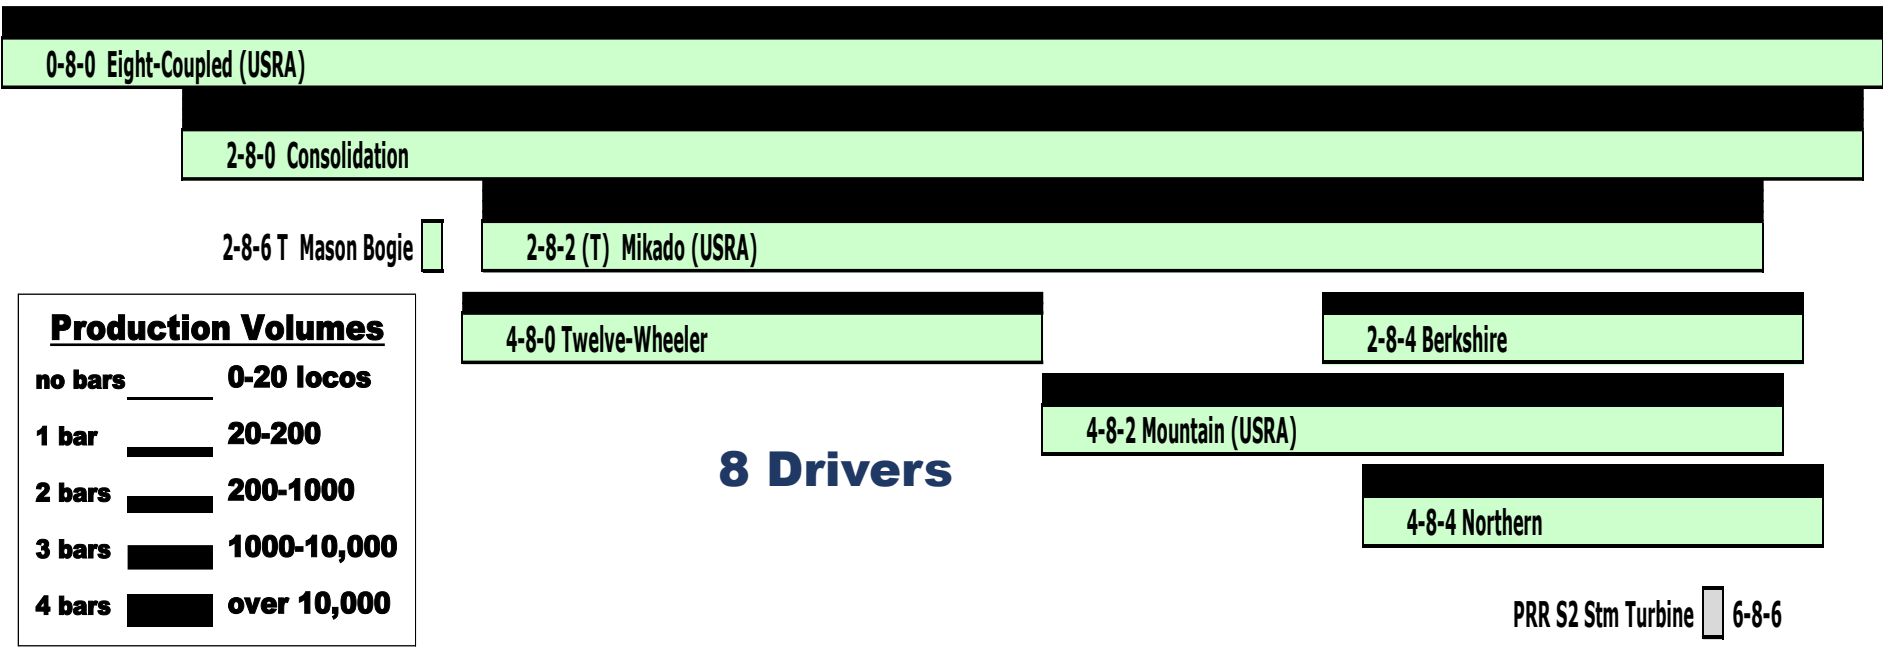 0-8-0 Eight-Coupled (USRA)
2-8-0 Consolidation
2-8-6 T Mason Bogie
2-8-2 (T) Mikado (USRA)
4-8-0 Twelve-Wheeler
2-8-4 Berkshire
4-8-2 Mountain (USRA)
8 Drivers
4-8-4 Northern
PRR S2 Stm Turbine
6-8-6
Production Volumes
no bars 0-20 locos
1 bar 20-200
2 bars 200-1000
3 bars 1000-10,000
4 bars over 10,000